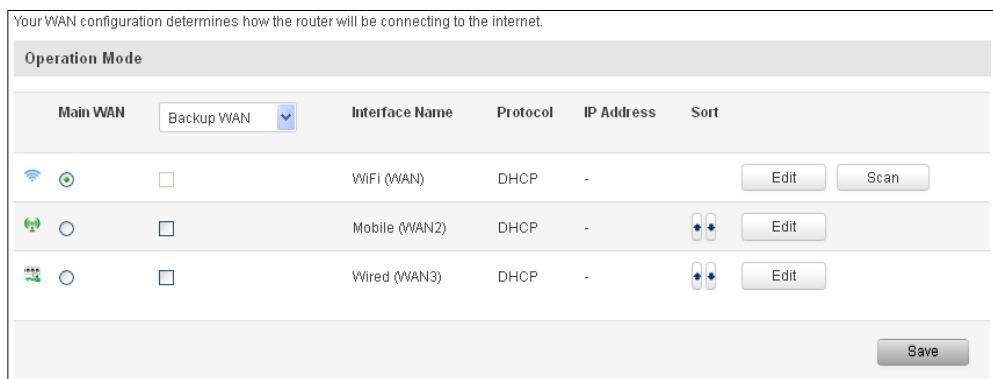 Your WAN configuration determines how the router will be connecting to the internet.
Operation Mode
Main WAN Backup WAN Interface Name Protocol IP Address Sort
WiFi (WAN) DHCP - Edit Scan
Mobile (WAN2) DHCP - Edit
Wired (WAN3) DHCP - Edit
Save